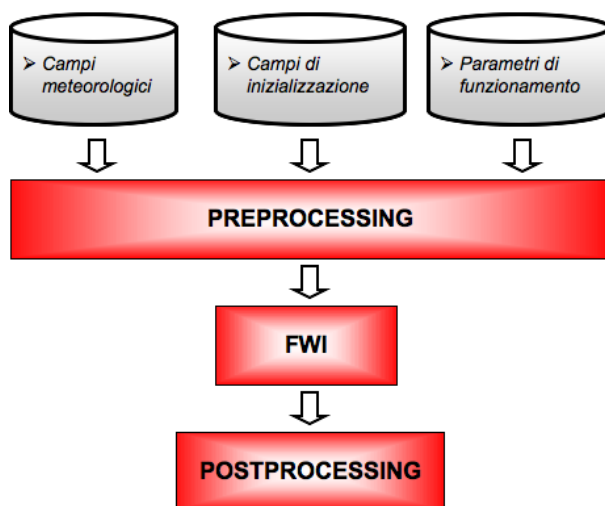 ➢ Campi
meteorologici
➢ Campi di
inizializzazione
➢ Parametri di
funzionamento
PREPROCESSING
FWI
POSTPROCESSING